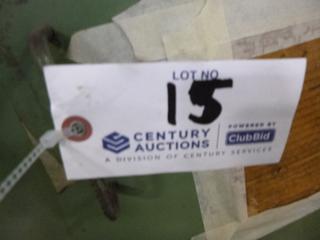 LOT NO
15
CENTURY
AUCTIONS
POWERED BY
ClubBid
A DIVISION OF CENTURY SERVICES